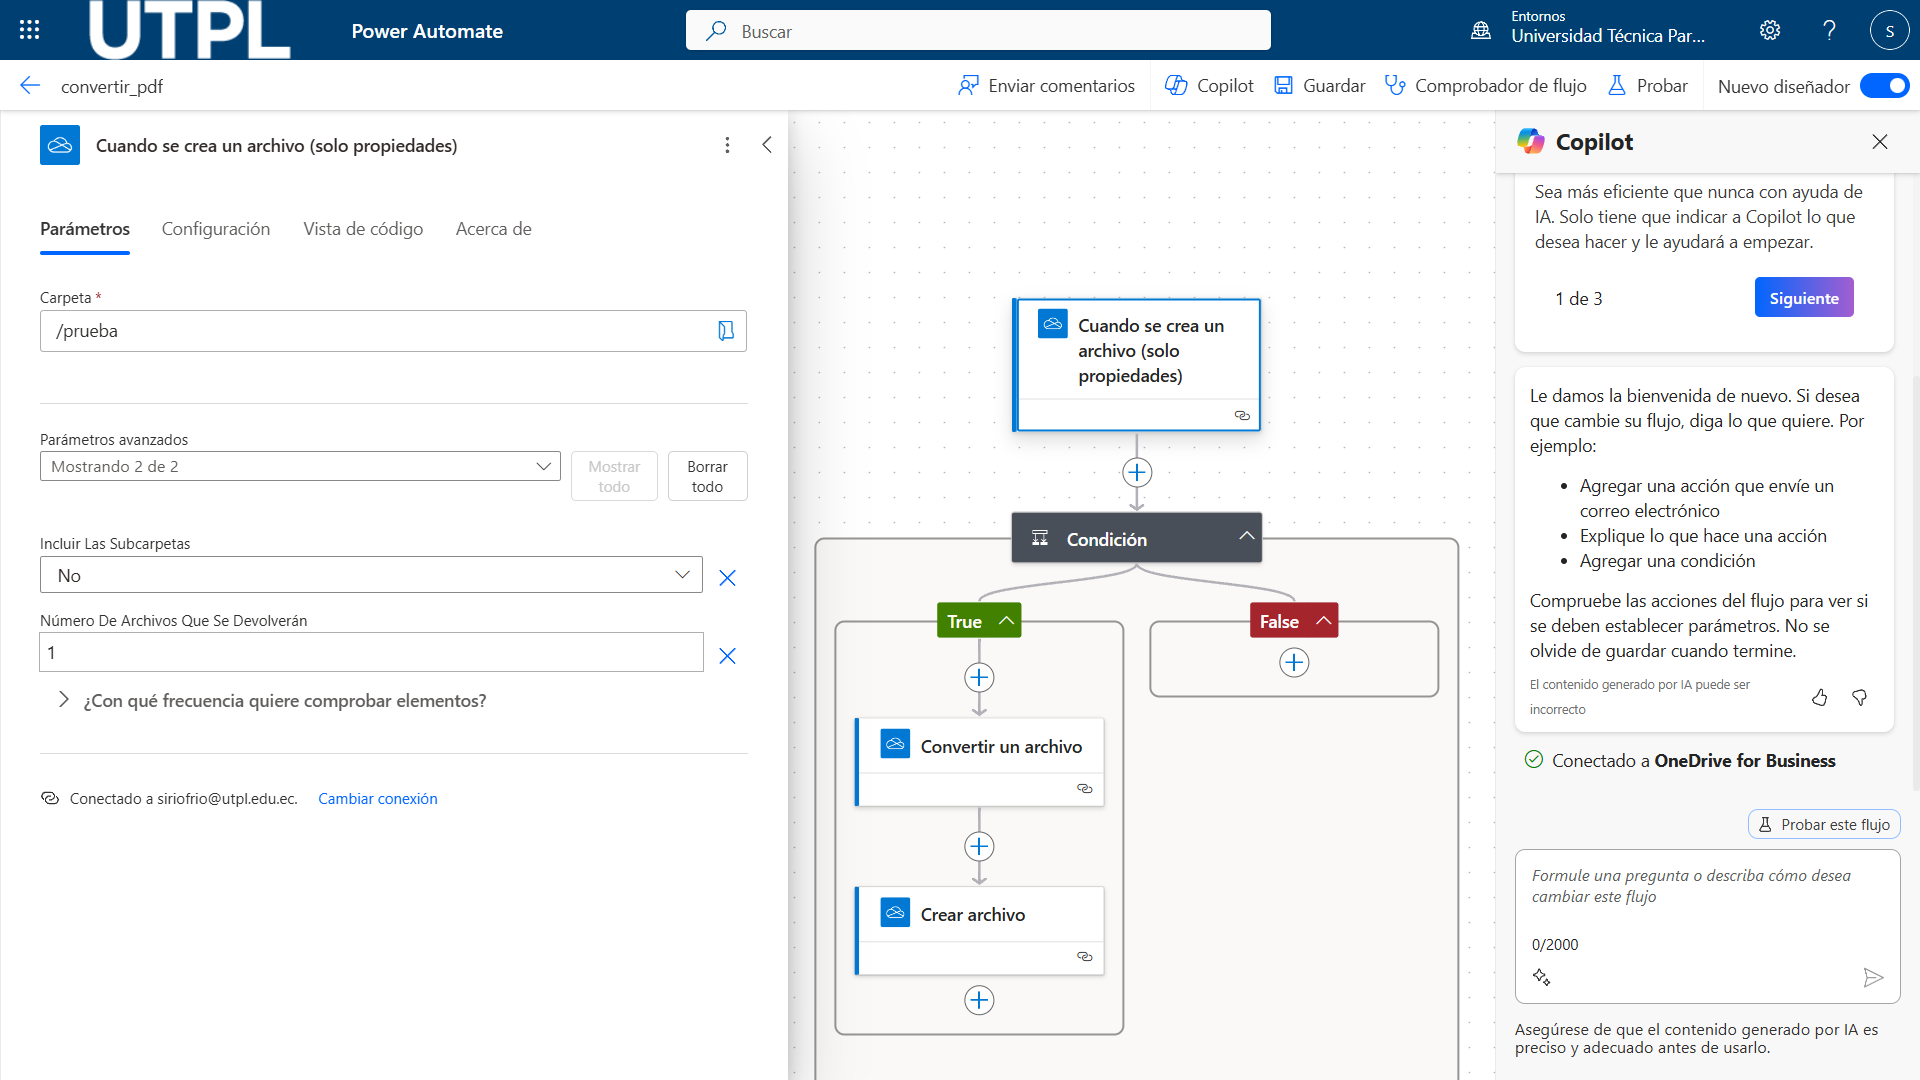 UTPL
Power Automate
Buscar
Entornos
Universidad Técnica Par...
?
S
convertir_pdf
Enviar comentarios
Copilot
Guardar
Comprobador de flujo
Probar
Nuevo diseñador
Cuando se crea un archivo (solo propiedades)
Parámetros
Configuración
Vista de código
Acerca de
Carpeta *
/prueba
Parámetros avanzados
Mostrando 2 de 2
Mostrar
todo
Borrar
todo
Incluir Las Subcarpetas
No
Número De Archivos Que Se Devolverán
1
¿Con qué frecuencia quiere comprobar elementos?
Conectado a siriofrio@utpl.edu.ec.
Cambiar conexión
Cuando se crea un
archivo (solo
propiedades)
Condición
True
False
Convertir un archivo
Crear archivo
Copilot
Sea más eficiente que nunca con ayuda de
IA. Solo tiene que indicar a Copilot lo que
desea hacer y le ayudará a empezar.
1 de 3
Siguiente
Le damos la bienvenida de nuevo. Si desea
que cambie su flujo, diga lo que quiere. Por
ejemplo:
• Agregar una acción que envíe un
correo electrónico
• Explique lo que hace una acción
• Agregar una condición
Compruebe las acciones del flujo para ver si
se deben establecer parámetros. No se
olvide de guardar cuando termine.
El contenido generado por IA puede ser
incorrecto
Conectado a OneDrive for Business
Probar este flujo
Formule una pregunta o describa cómo desea
cambiar este flujo
0/2000
Asegúrese de que el contenido generado por IA es
preciso y adecuado antes de usarlo.